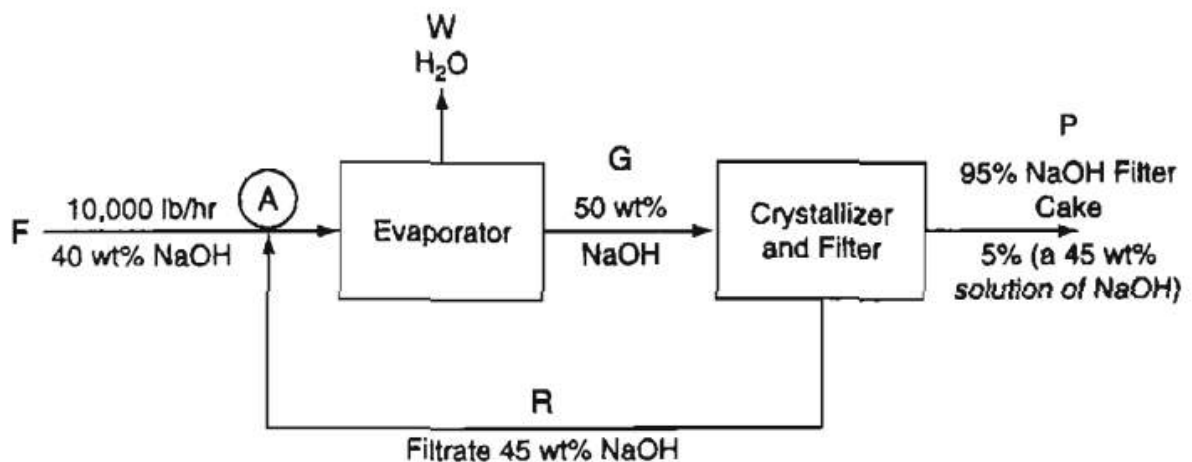 W
H₂O
F
10,000 lb/hr
40 wt% NaOH
A
Evaporator
G
50 wt%
NaOH
Crystallizer
and Filter
P
95% NaOH Filter
Cake
5% (a 45 wt%
solution of NaOH)
R
Filtrate 45 wt% NaOH